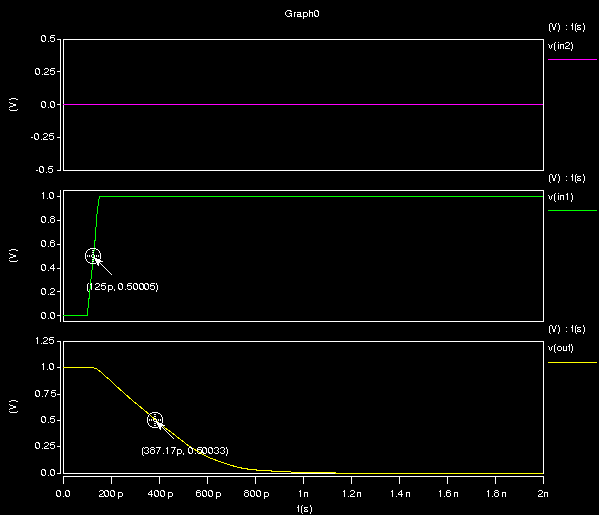 Graph0
(V) : t(s)
v(in2)
0.5
0.25
0.0
-0.25
-0.5
(V)
(V) : t(s)
v(in1)
1.0
0.8
0.6
0.4
0.2
0.0
(V)
(125p, 0.50005)
(V) : t(s)
v(out)
1.25
1.0
0.75
0.5
0.25
0.0
(V)
(387.17p, 0.50033)
0.0 200p 400p 600p 800p 1.0n 1.2n 1.4n 1.6n 1.8n 2n
t(s)